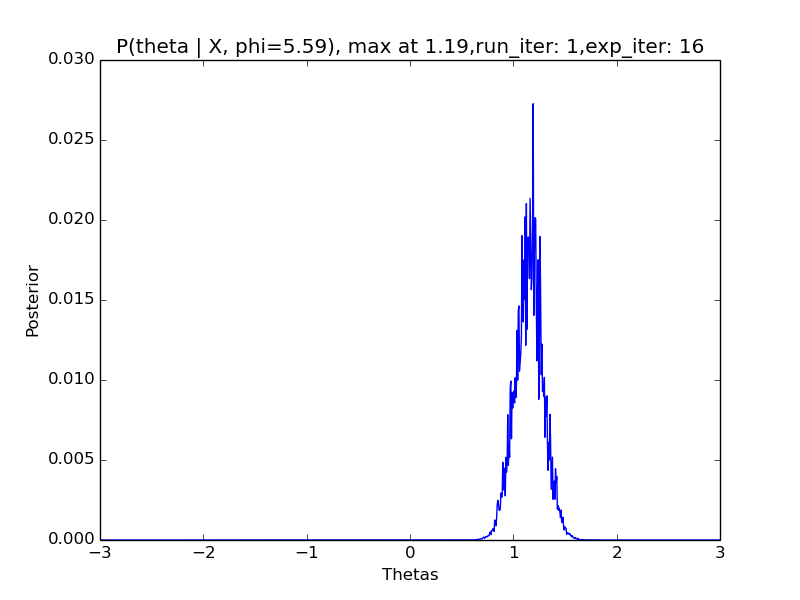 P(theta | X, phi=5.59), max at 1.19,run_iter: 1,exp_iter: 16
0.030
0.025
0.020
0.015
0.010
0.005
0.000
Posterior
−3 −2 −1 0 1 2 3
Thetas